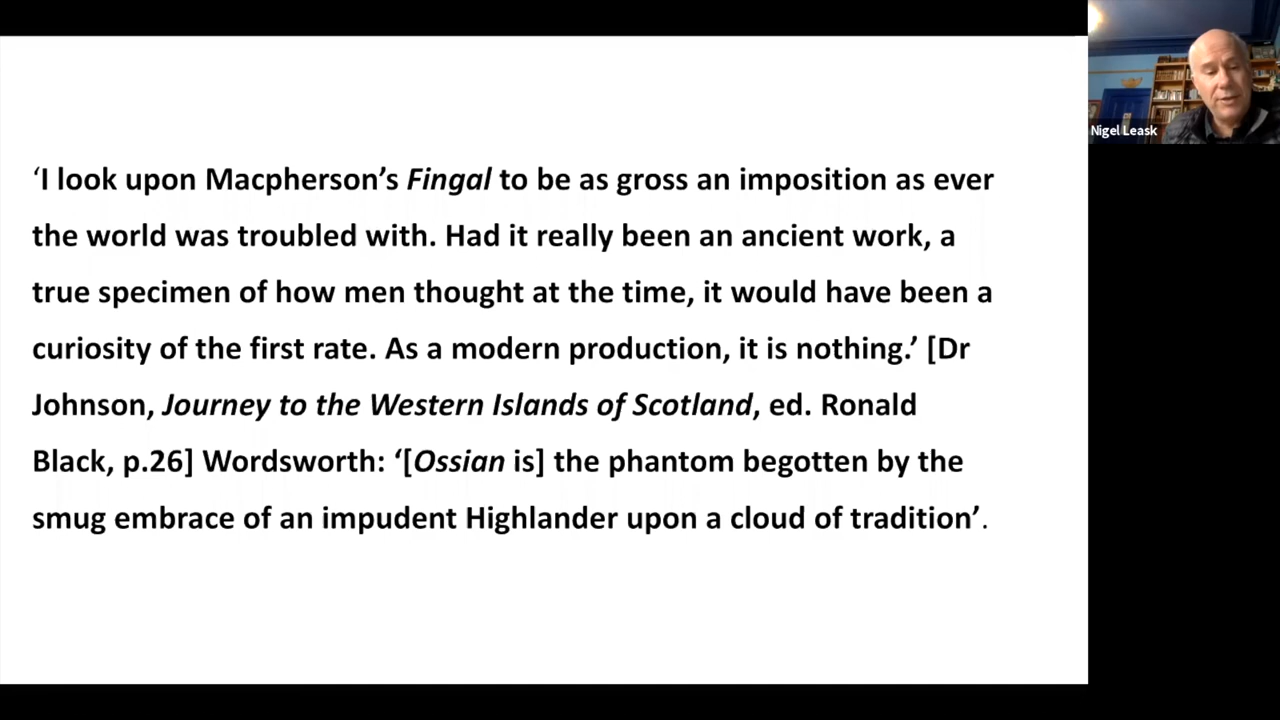 ‘I look upon Macpherson’s Fingal to be as gross an imposition as ever
the world was troubled with. Had it really been an ancient work, a
true specimen of how men thought at the time, it would have been a
curiosity of the first rate. As a modern production, it is nothing.’ [Dr
Johnson, Journey to the Western Islands of Scotland, ed. Ronald
Black, p.26] Wordsworth: ‘[Ossian is] the phantom begotten by the
smug embrace of an impudent Highlander upon a cloud of tradition’.
Nigel Leask